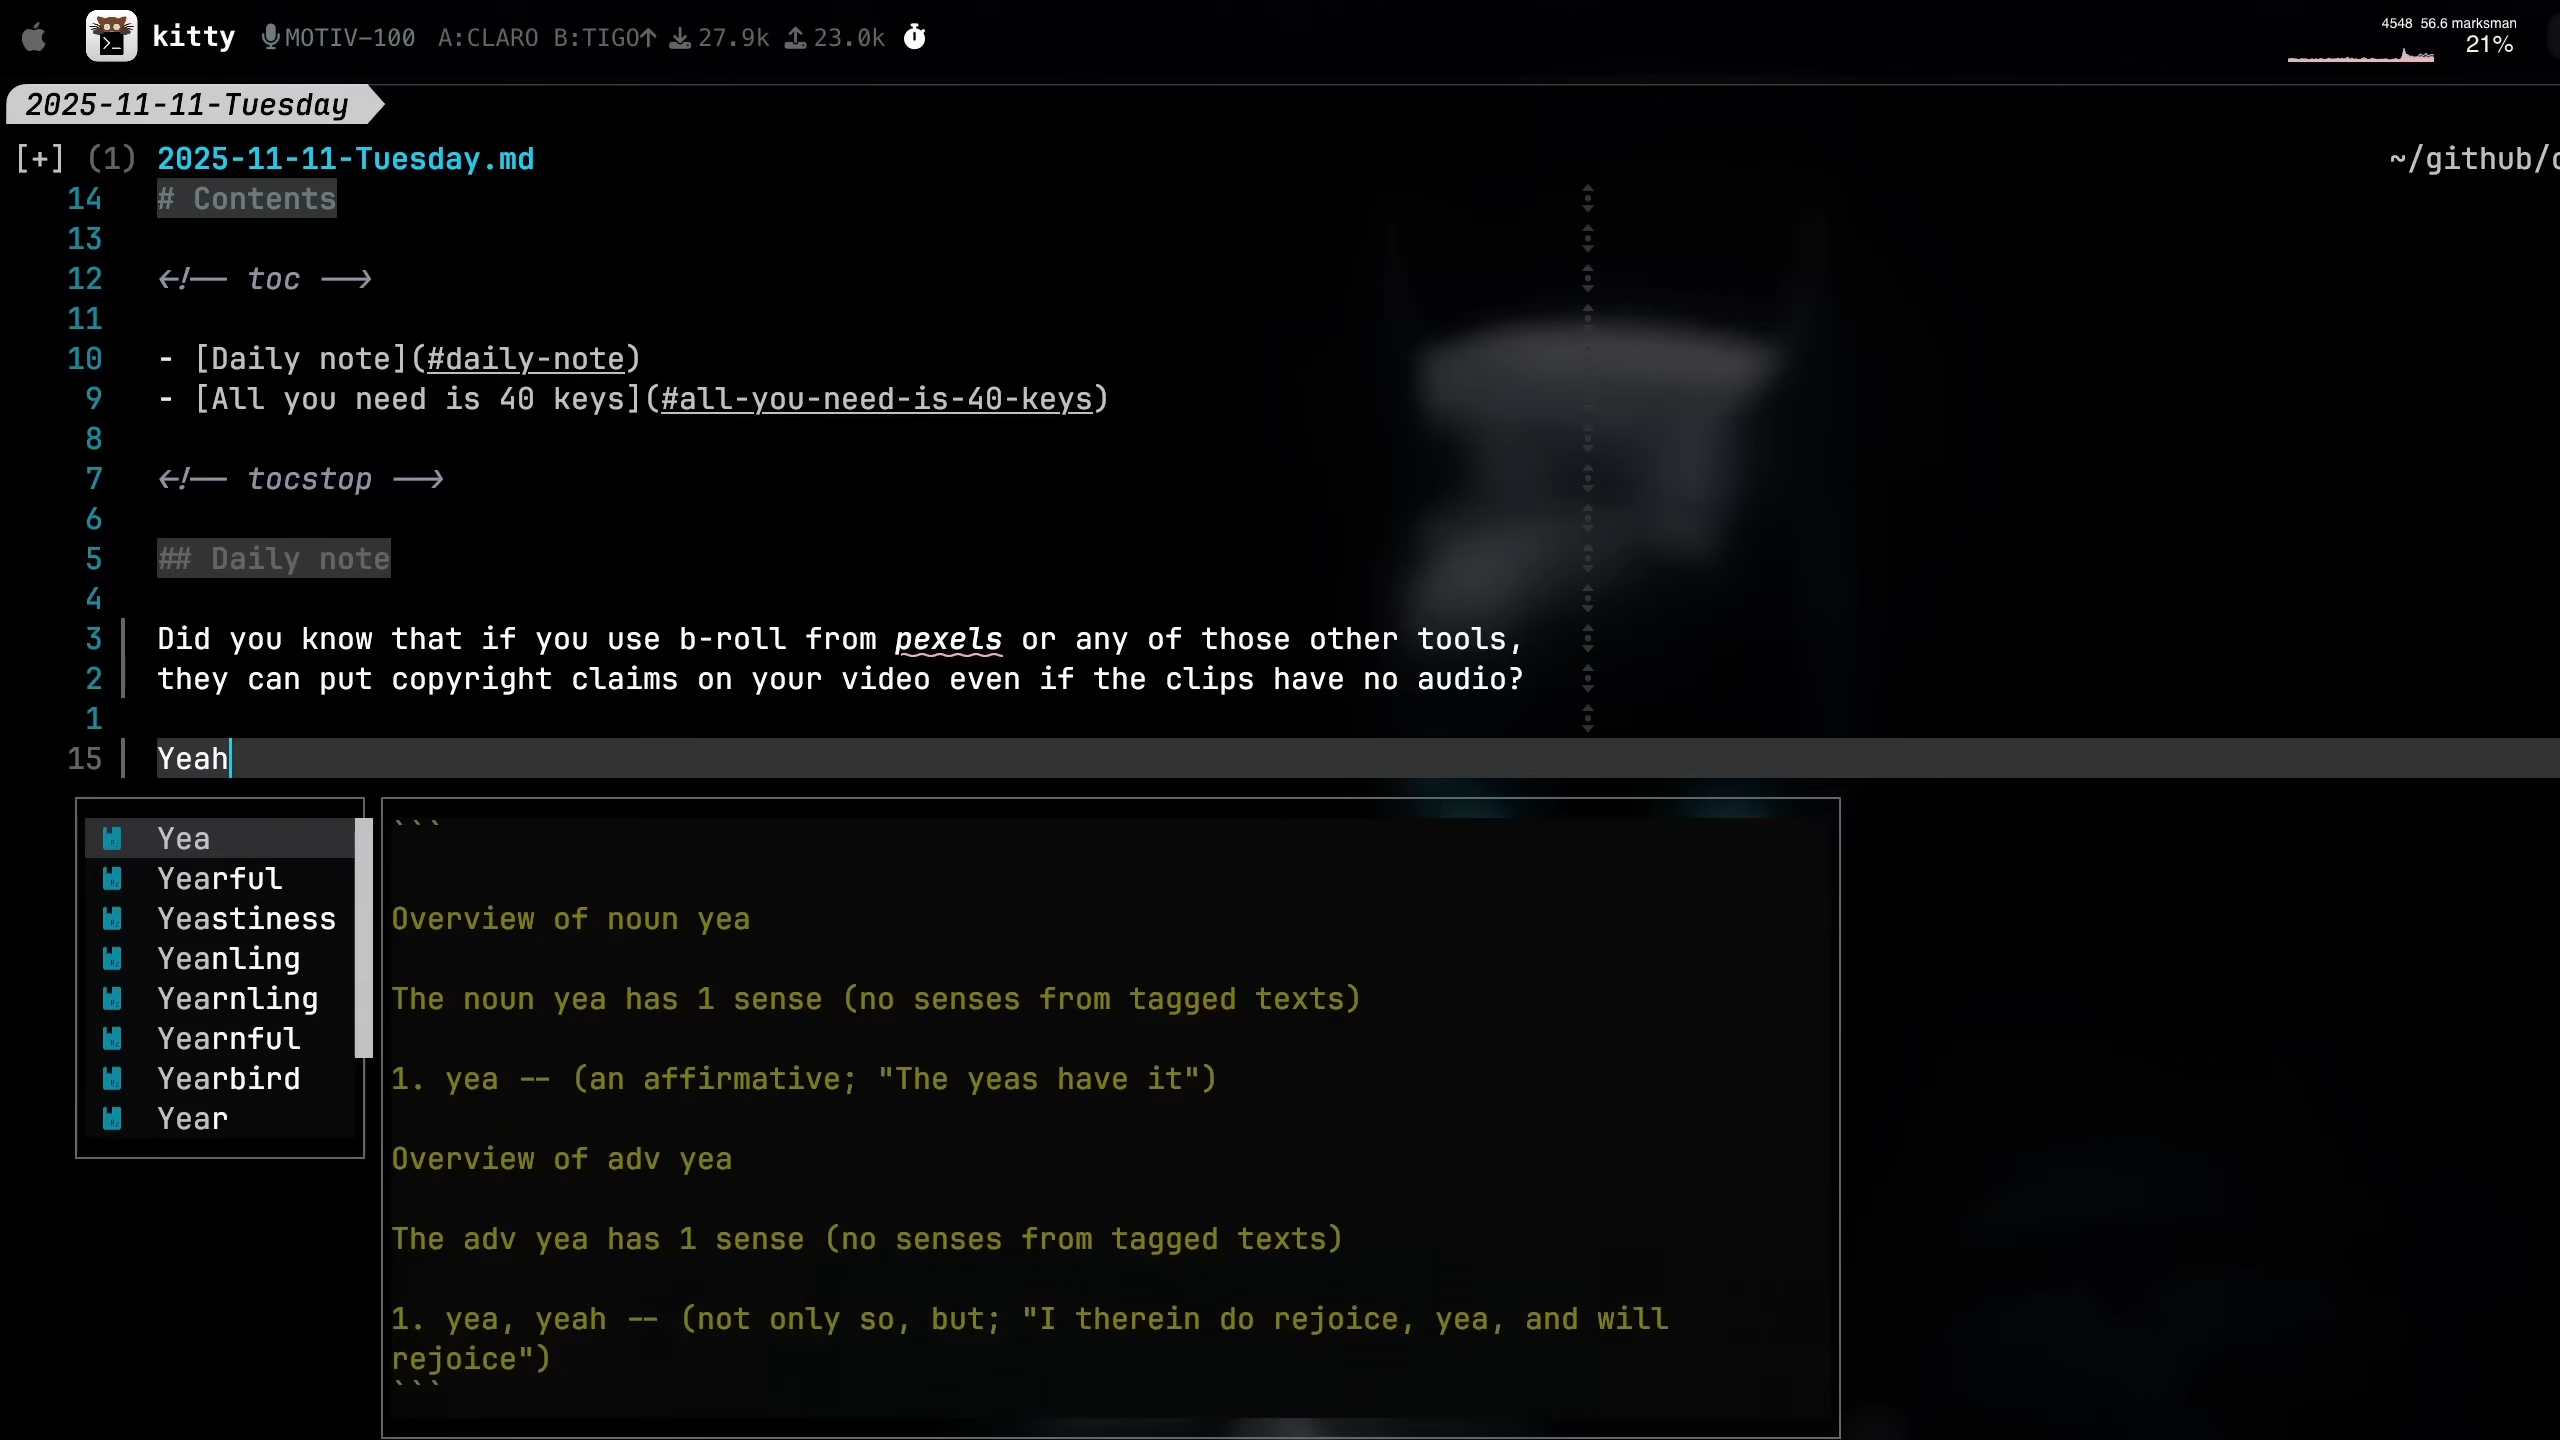 kitty MOTIV-100 A:CLARO B:TIGO↑ 27.9k 23.0k
4548 56.6 marksman
21%
2025-11-11-Tuesday
[+] (1) 2025-11-11-Tuesday.md ~/github/
14 # Contents
13
12 <!-- toc -->
11
10 - [Daily note](#daily-note)
9 - [All you need is 40 keys](#all-you-need-is-40-keys)
8
7 <!-- tocstop -->
6
5 ## Daily note
4
3 Did you know that if you use b-roll from pexels or any of those other tools,
2 they can put copyright claims on your video even if the clips have no audio?
1
15 Yeah
Yea
Yearful
Yeastiness
Yeanling
Yearnling
Yearnful
Yearbird
Year
```
Overview of noun yea
The noun yea has 1 sense (no senses from tagged texts)
1. yea -- (an affirmative; "The yeas have it")
Overview of adv yea
The adv yea has 1 sense (no senses from tagged texts)
1. yea, yeah -- (not only so, but; "I therein do rejoice, yea, and will
rejoice")
```